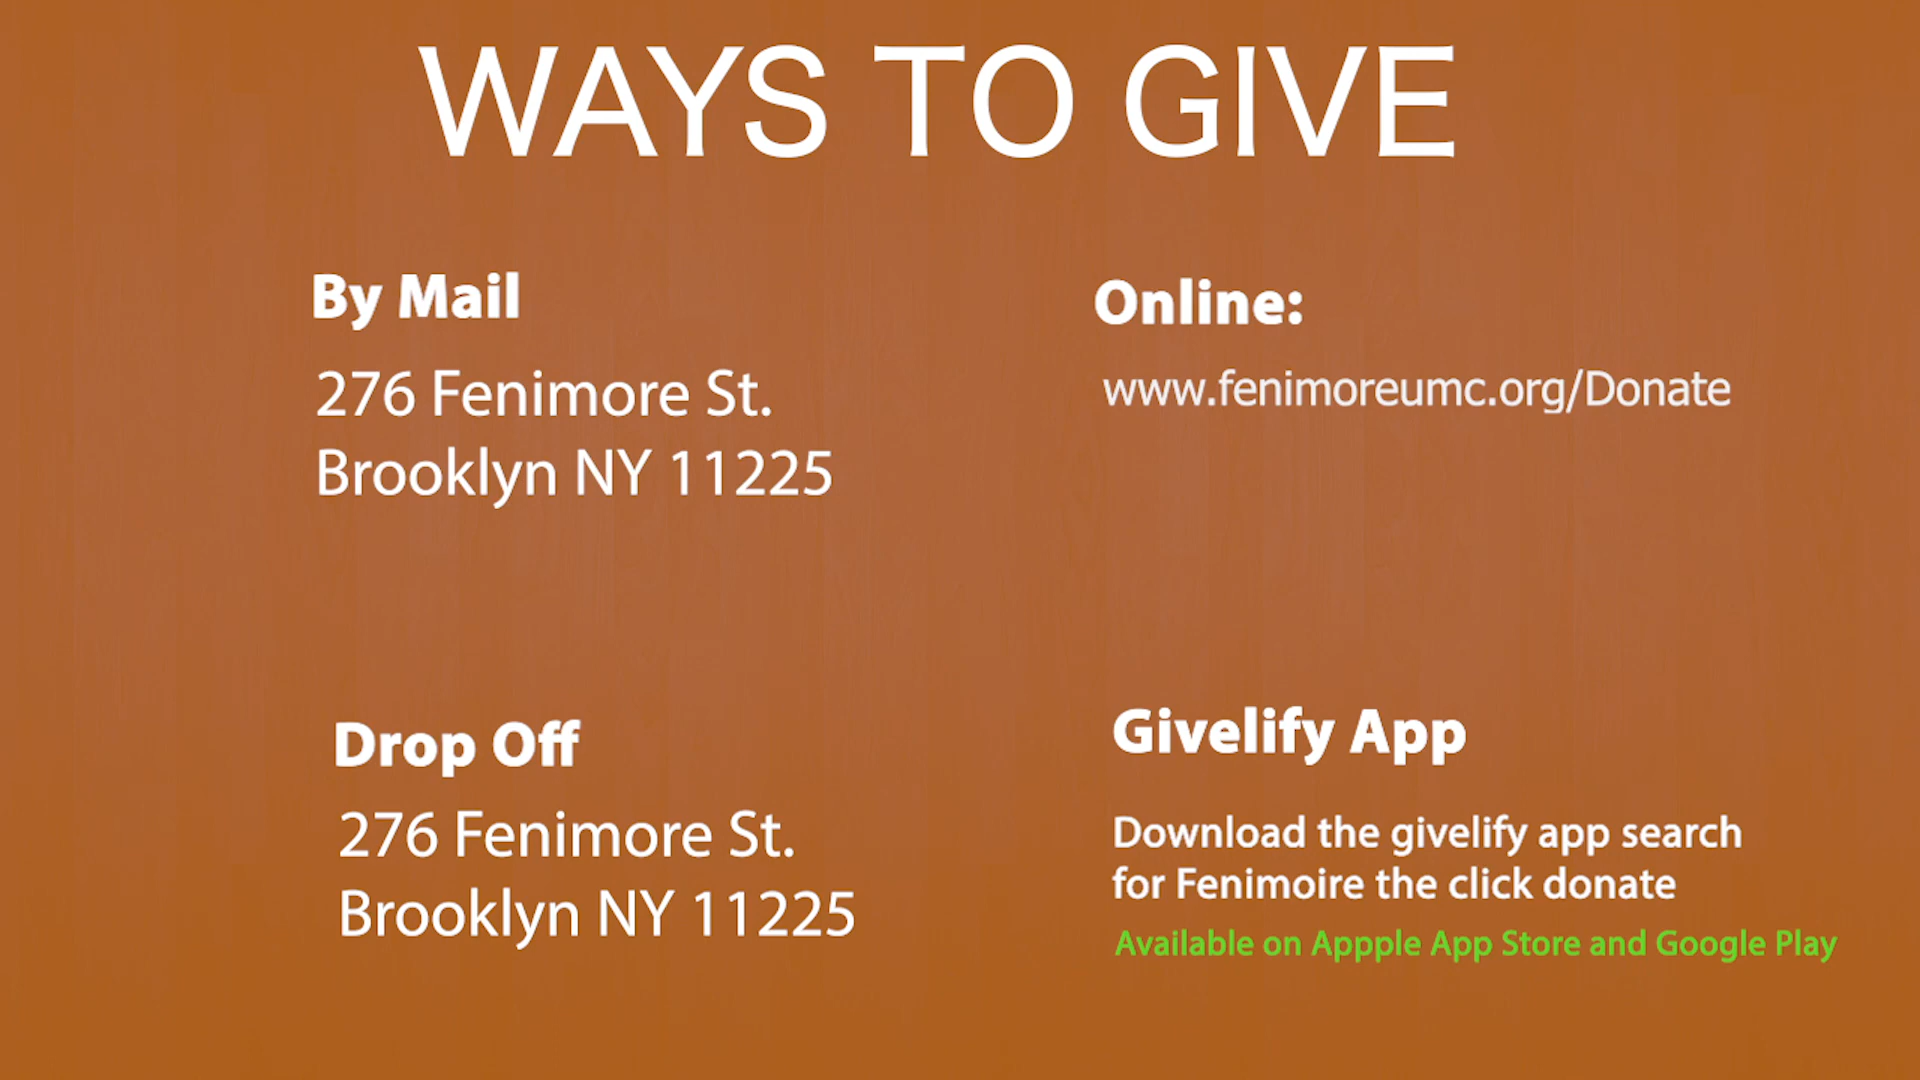 WAYS TO GIVE
By Mail
276 Fenimore St.
Brooklyn NY 11225
Online:
www.fenimoreumc.org/Donate
Drop Off
276 Fenimore St.
Brooklyn NY 11225
Givelify App
Download the givelify app search
for Fenimoire the click donate
Available on Appple App Store and Google Play